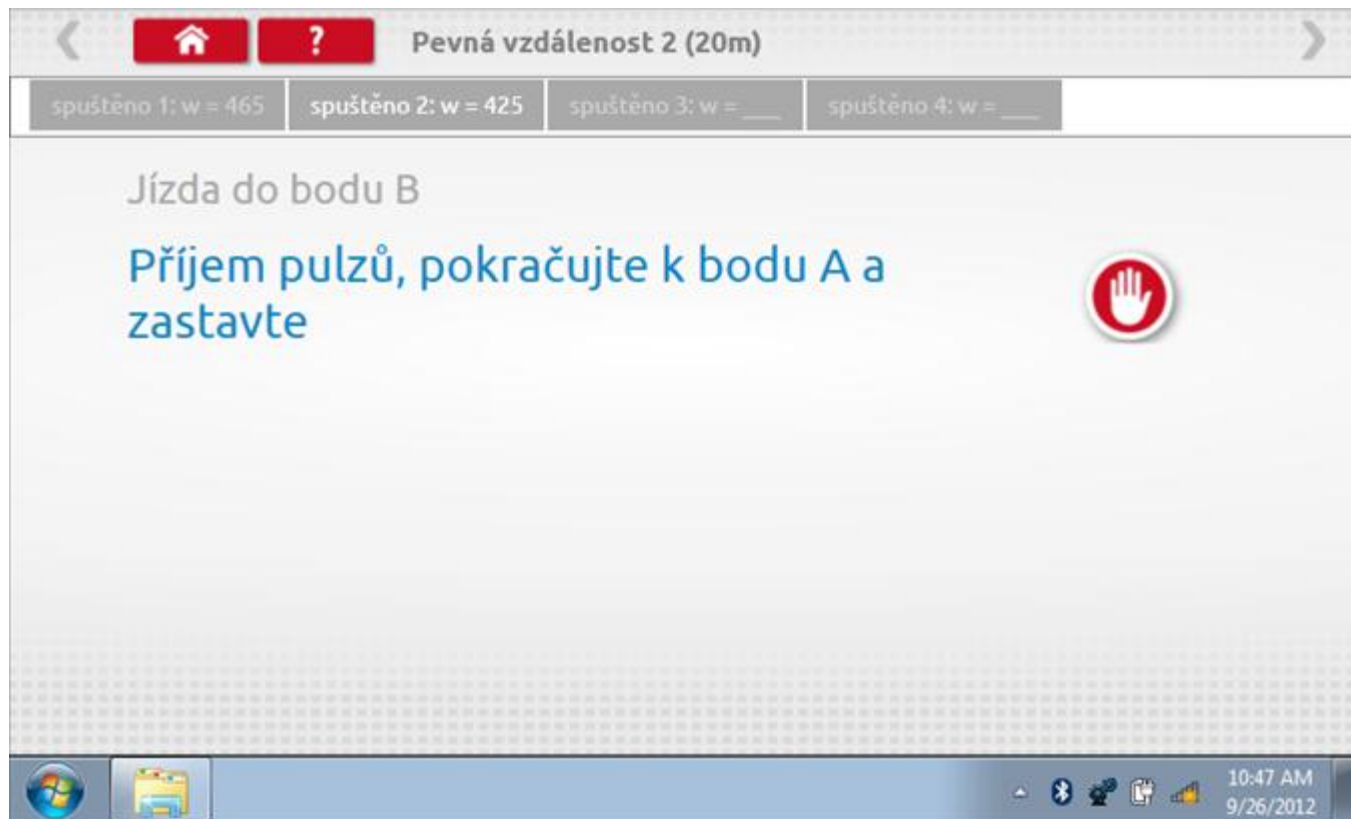 ? Pevná vzdálenost 2 (20m)
spuštěno 1: w = 465 spuštěno 2: w = 425 spuštěno 3: w = ___ spuštěno 4: w = ___
Jízda do bodu B
Příjem pulzů, pokračujte k bodu A a
zastavte
10:47 AM
9/26/2012